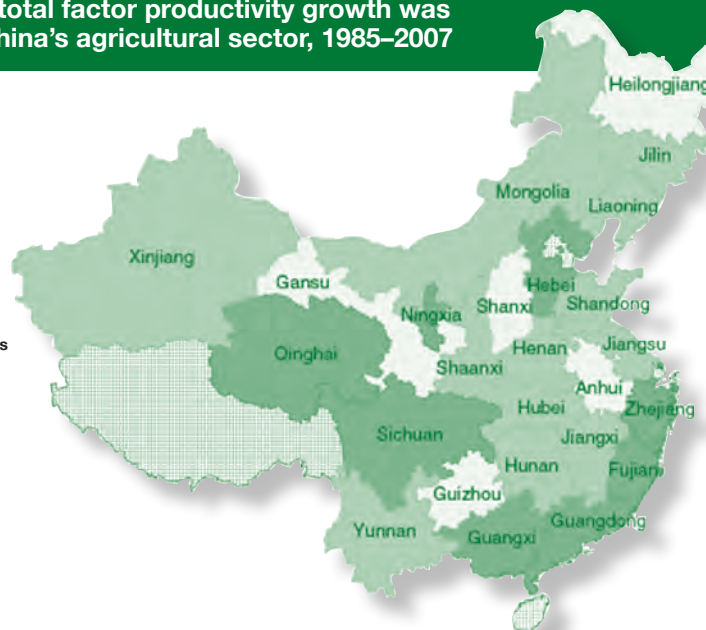 total factor productivity growth was
hina's agricultural sector, 1985–2007
Heilongjiang
Jilin
Mongolia
Liaoning
Xinjiang
Gansu
Hebei
Ningxia
Shanxi
Shandong
s
Qinghai
Henan
Jiangsu
Shaanxi
Anhui
Hubei
Zhejiang
Sichuan
Jiangxi
Hunan
Fujian
Guizhou
Guangdong
Yunnan
Guangxi